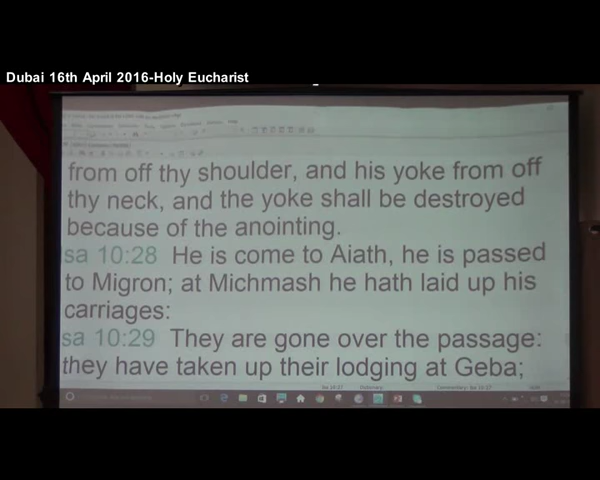 Dubai 16th April 2016-Holy Eucharist
from off thy shoulder, and his yoke from off
thy neck, and the yoke shall be destroyed
because of the anointing.
sa 10:28 He is come to Aiath, he is passed
to Migron; at Michmash he hath laid up his
carriages:
sa 10:29 They are gone over the passage:
they have taken up their lodging at Geba;